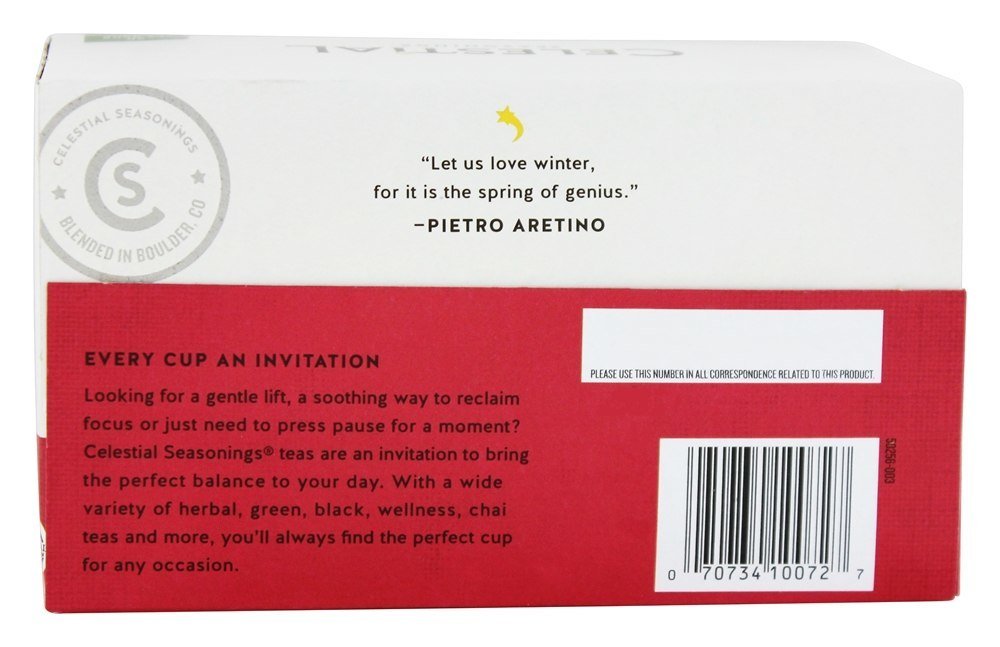 CELESTIAL
CELESTIAL SEASONINGS
CS
BLENDED IN BOULDER, CO
“Let us love winter,
for it is the spring of genius.”
–PIETRO ARETINO
EVERY CUP AN INVITATION
Looking for a gentle lift, a soothing way to reclaim
focus or just need to press pause for a moment?
Celestial Seasonings® teas are an invitation to bring
the perfect balance to your day. With a wide
variety of herbal, green, black, wellness, chai
teas and more, you’ll always find the perfect cup
for any occasion.
PLEASE USE THIS NUMBER IN ALL CORRESPONDENCE RELATED TO THIS PRODUCT.
53256-003
0 70734 10072 7